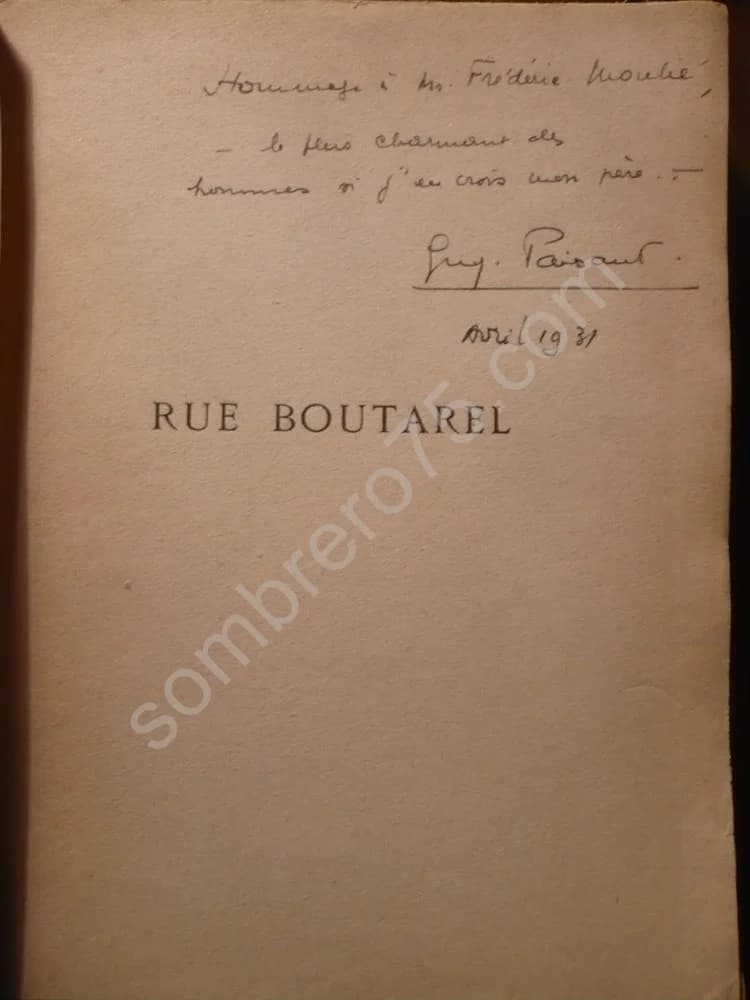 Hommage à M. Frédéric Moulié,
— le plus charmant des
hommes si j'en crois mon père. —
Guy. Paisant.
Avril 1931
RUE BOUTAREL
sombrero75.com